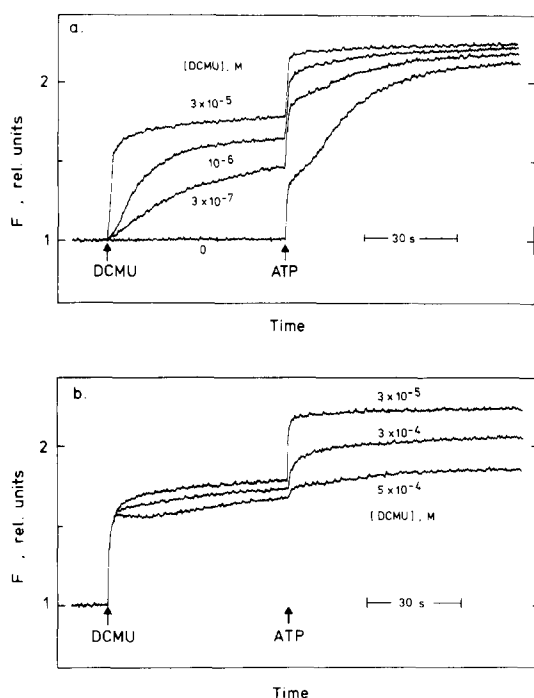 a.
[DCMU], M
3 × 10⁻⁵
10⁻⁶
3 × 10⁻⁷
0
2
1
F , rel. units
DCMU
ATP
30 s
Time
b.
3 × 10⁻⁵
3 × 10⁻⁴
5 × 10⁻⁴
[DCMU], M
2
1
F , rel. units
DCMU
ATP
30 s
Time